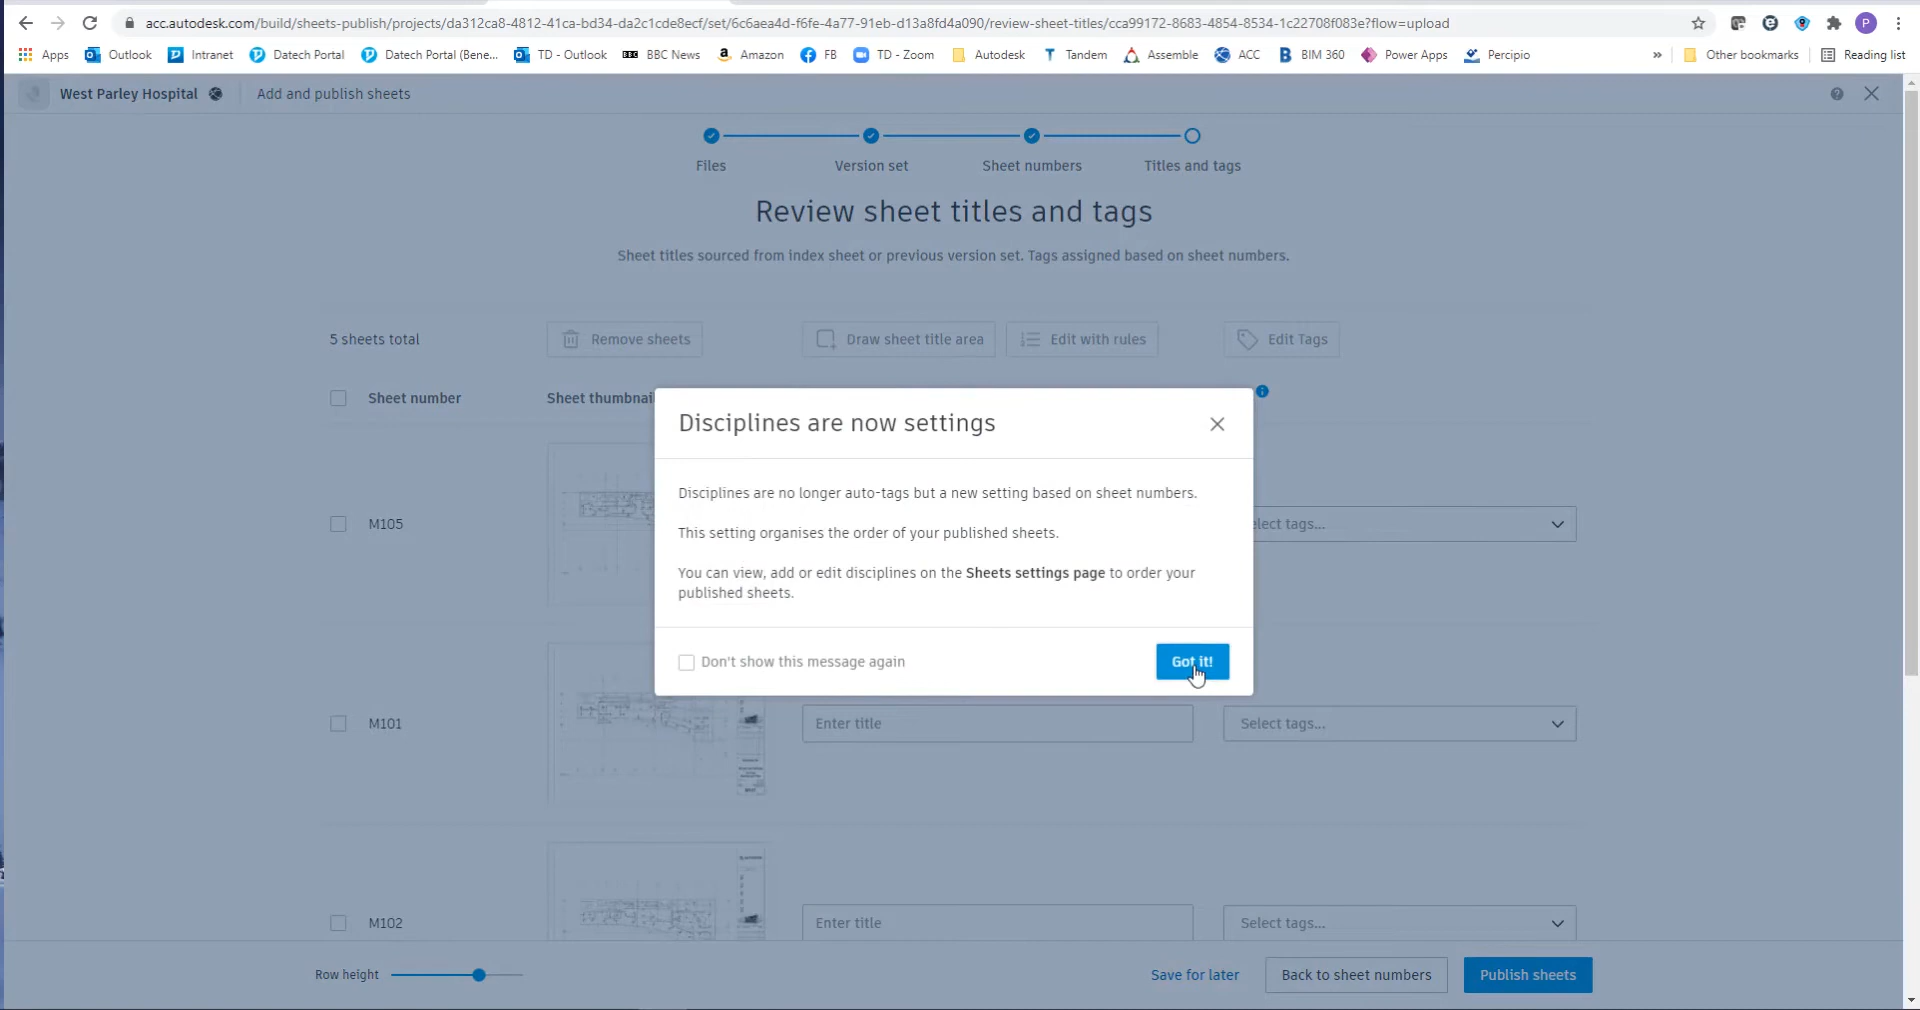 acc.autodesk.com/build/sheets-publish/projects/da312ca8-4812-41ca-bd34-da2c1cde8ecf/set/6c6aea4d-f6fe-4a77-91eb-d13a8fd4a090/review-sheet-titles/cca99172-8683-4854-8534-1c22708f083e?flow=upload
P
Apps Outlook Intranet Datech Portal Datech Portal (Bene... TD - Outlook BBC BBC News Amazon FB TD - Zoom Autodesk Tandem Assemble ACC BIM 360 Power Apps Percipio » Other bookmarks Reading list
West Parley Hospital Add and publish sheets
Files Version set Sheet numbers Titles and tags
Review sheet titles and tags
Sheet titles sourced from index sheet or previous version set. Tags assigned based on sheet numbers.
5 sheets total Remove sheets Draw sheet title area Edit with rules Edit Tags
Sheet number Sheet thumbnail
Disciplines are now settings
Disciplines are no longer auto-tags but a new setting based on sheet numbers.
M105 elect tags...
This setting organises the order of your published sheets.
You can view, add or edit disciplines on the Sheets settings page to order your
published sheets.
Don't show this message again Got it!
M101 Enter title Select tags...
M102 Enter title Select tags...
Row height Save for later Back to sheet numbers Publish sheets